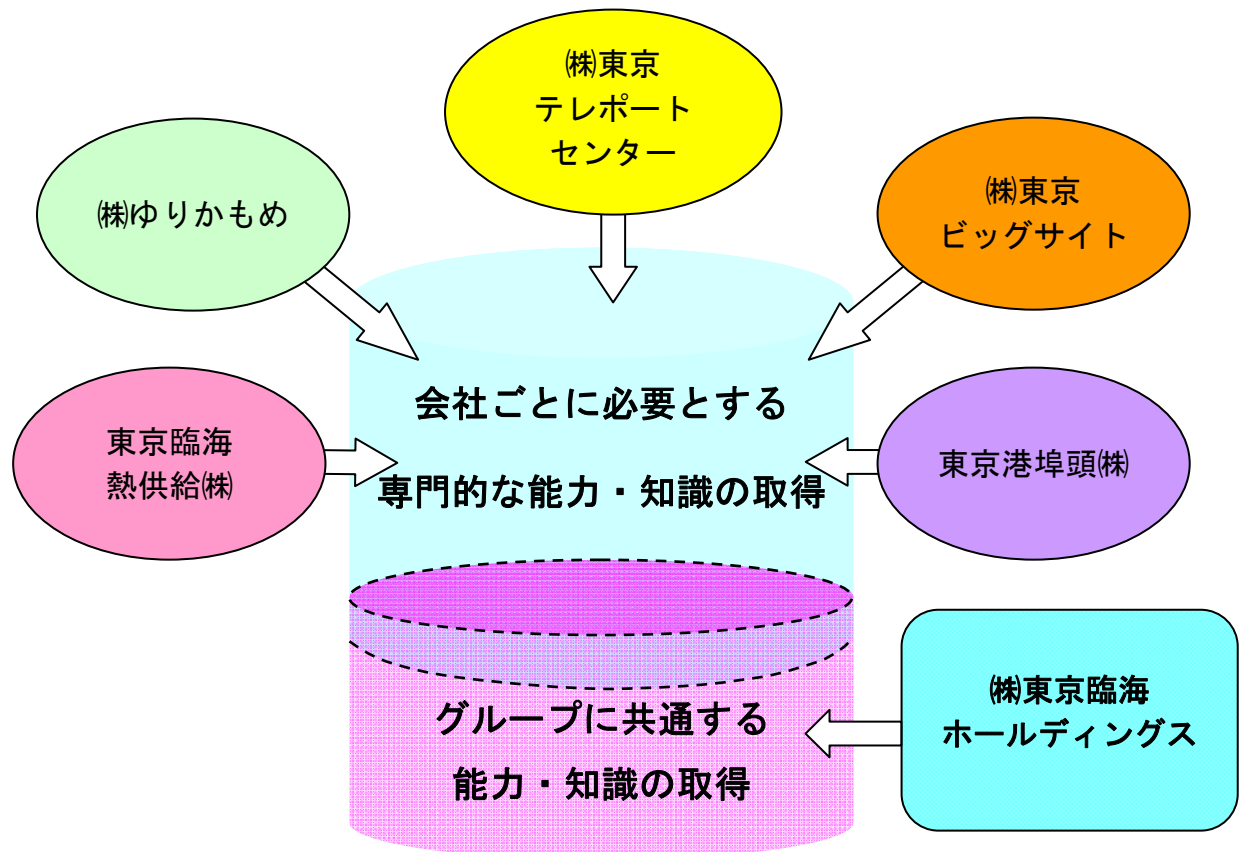 ㈱東京
テレポート
センター
㈱ゆりかもめ
㈱東京
ビッグサイト
会社ごとに必要とする
専門的な能力・知識の取得
東京臨海
熱供給㈱
東京港埠頭㈱
グループに共通する
能力・知識の取得
㈱東京臨海
ホールディングス